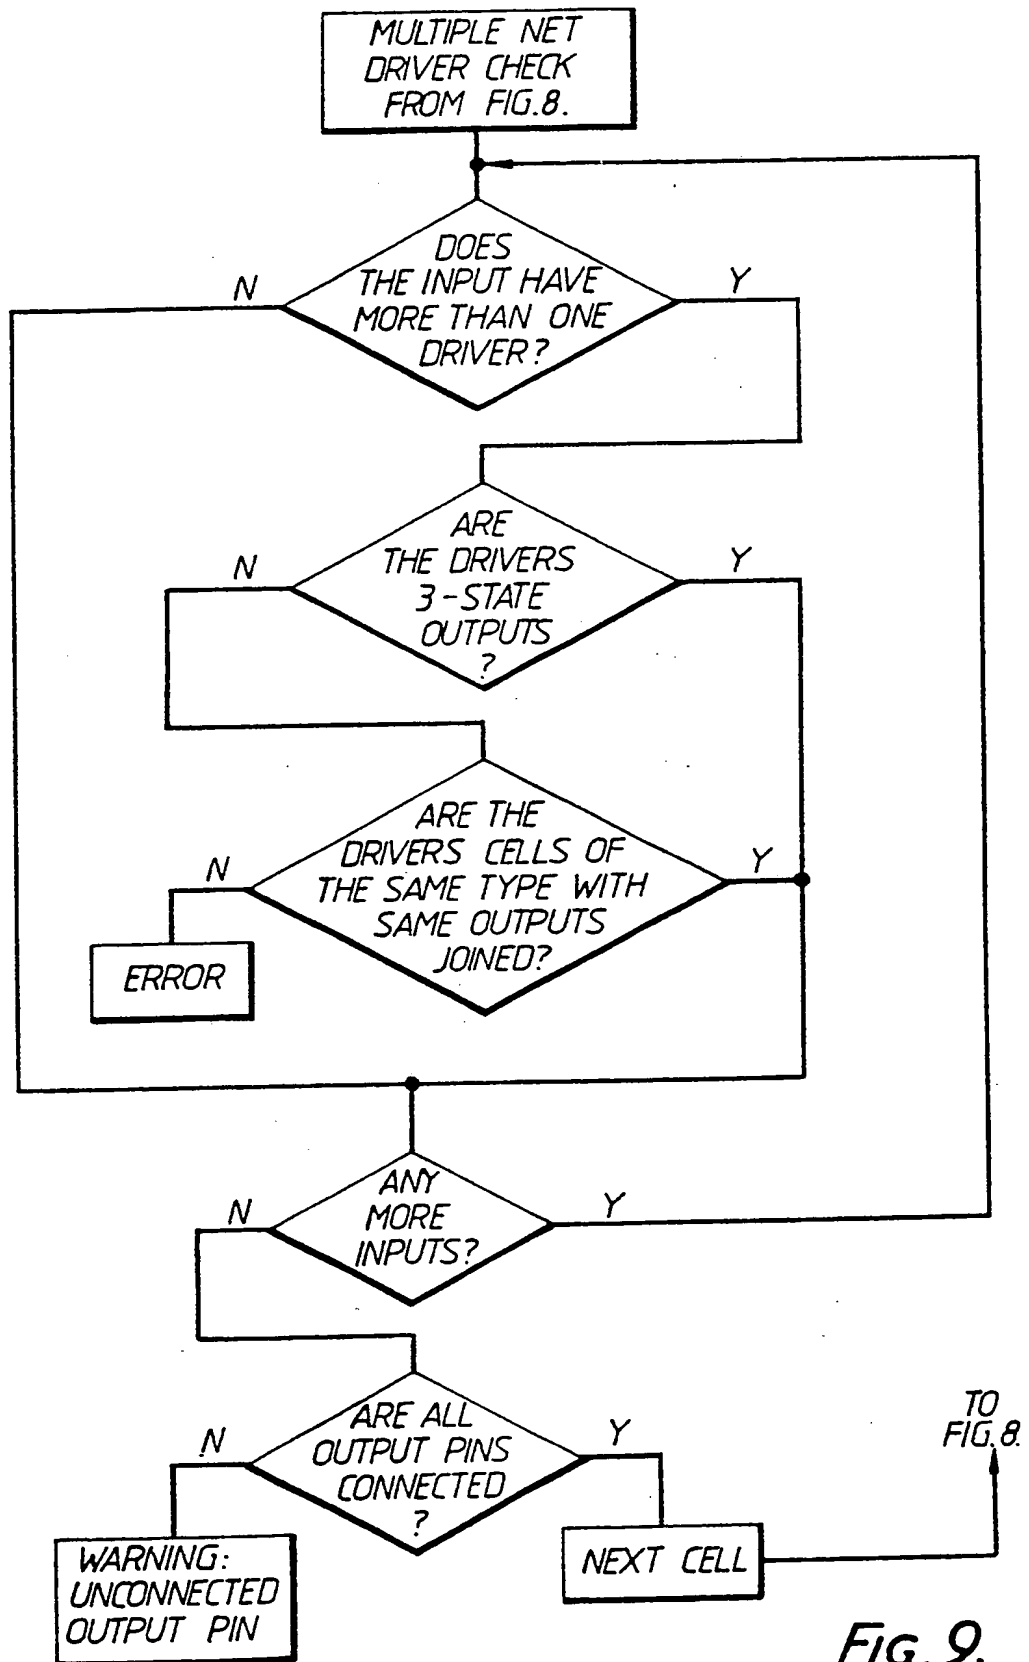 MULTIPLE NET
DRIVER CHECK
FROM FIG.8.
DOES
THE INPUT HAVE
MORE THAN ONE
DRIVER?
N
Y
ARE
THE DRIVERS
3-STATE
OUTPUTS
?
N
Y
ARE THE
DRIVERS CELLS OF
THE SAME TYPE WITH
SAME OUTPUTS
JOINED?
N
Y
ERROR
ANY
MORE
INPUTS?
N
Y
ARE ALL
OUTPUT PINS
CONNECTED
?
N
Y
TO
FIG.8.
WARNING:
UNCONNECTED
OUTPUT PIN
NEXT CELL
FIG. 9.